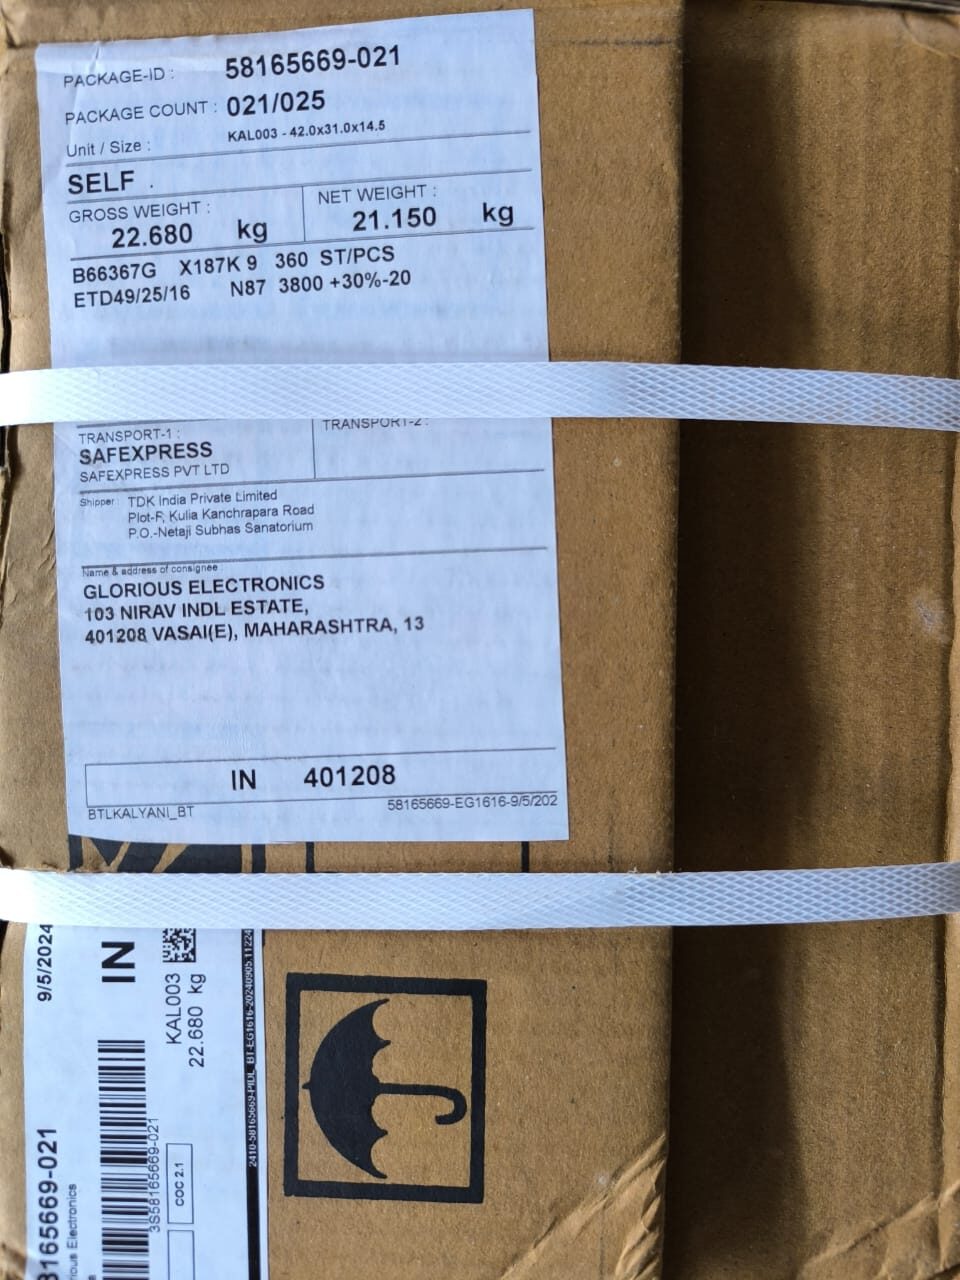 PACKAGE-ID : 58165669-021
PACKAGE COUNT : 021/025
Unit / Size : KAL003 - 42.0x31.0x14.5
SELF .
GROSS WEIGHT : 22.680 kg
NET WEIGHT : 21.150 kg
B66367G X187K 9 360 ST/PCS
ETD49/25/16 N87 3800 +30%-20
TRANSPORT-1 :
SAFEXPRESS
SAFEXPRESS PVT LTD
TRANSPORT-2 :
Shipper TDK India Private Limited
Plot-F, Kulia Kanchrapara Road
P.O.-Netaji Subhas Sanatorium
Name & address of consignee
GLORIOUS ELECTRONICS
103 NIRAV INDL ESTATE,
401208 VASAI(E), MAHARASHTRA, 13
IN 401208
BTLKALYANI_BT 58165669-EG1616-9/5/202
9/5/2024
IN
KAL003
22.680 kg
8165669-021
rious Electronics
3S58165669-021
COC 2.1